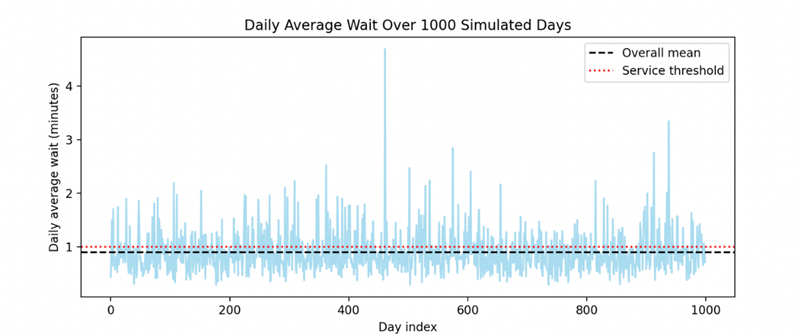 Daily Average Wait Over 1000 Simulated Days
Overall mean
Service threshold
Daily average wait (minutes)
4
3
2
1
0
200
400
600
800
1000
Day index